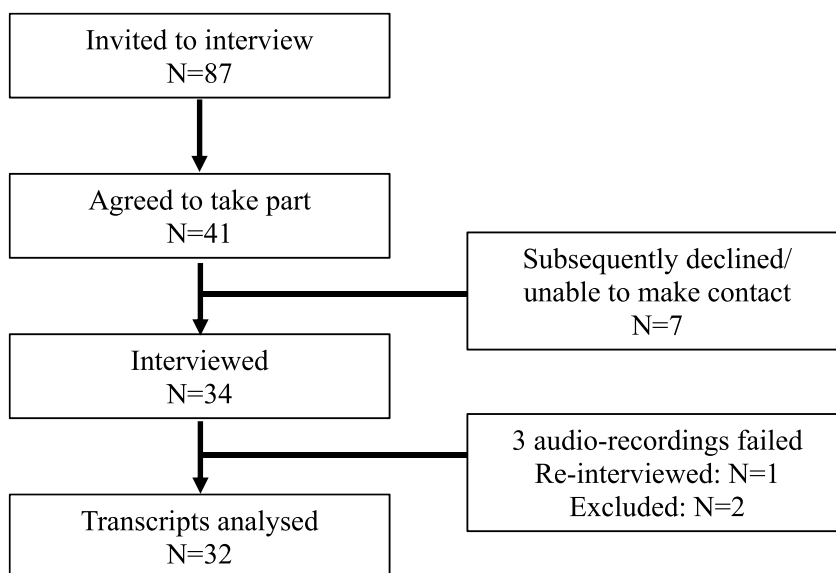 Invited to interview
N=87
Agreed to take part
N=41
Subsequently declined/
unable to make contact
N=7
Interviewed
N=34
3 audio-recordings failed
Re-interviewed: N=1
Excluded: N=2
Transcripts analysed
N=32